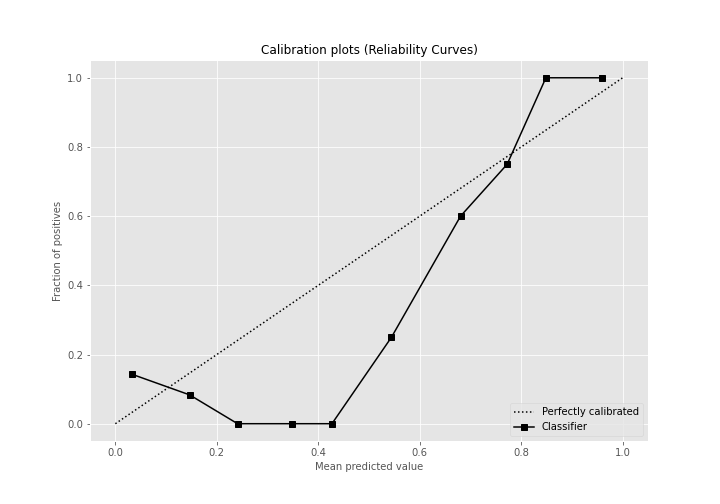 Calibration plots (Reliability Curves)
1.0
0.8
0.6
0.4
0.2
0.0
Fraction of positives
0.0 0.2 0.4 0.6 0.8 1.0
Mean predicted value
Perfectly calibrated
Classifier